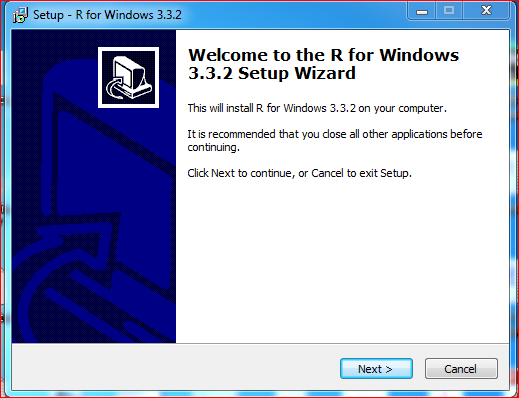 Setup - R for Windows 3.3.2
Welcome to the R for Windows
3.3.2 Setup Wizard
This will install R for Windows 3.3.2 on your computer.
It is recommended that you close all other applications before
continuing.
Click Next to continue, or Cancel to exit Setup.
Next >
Cancel